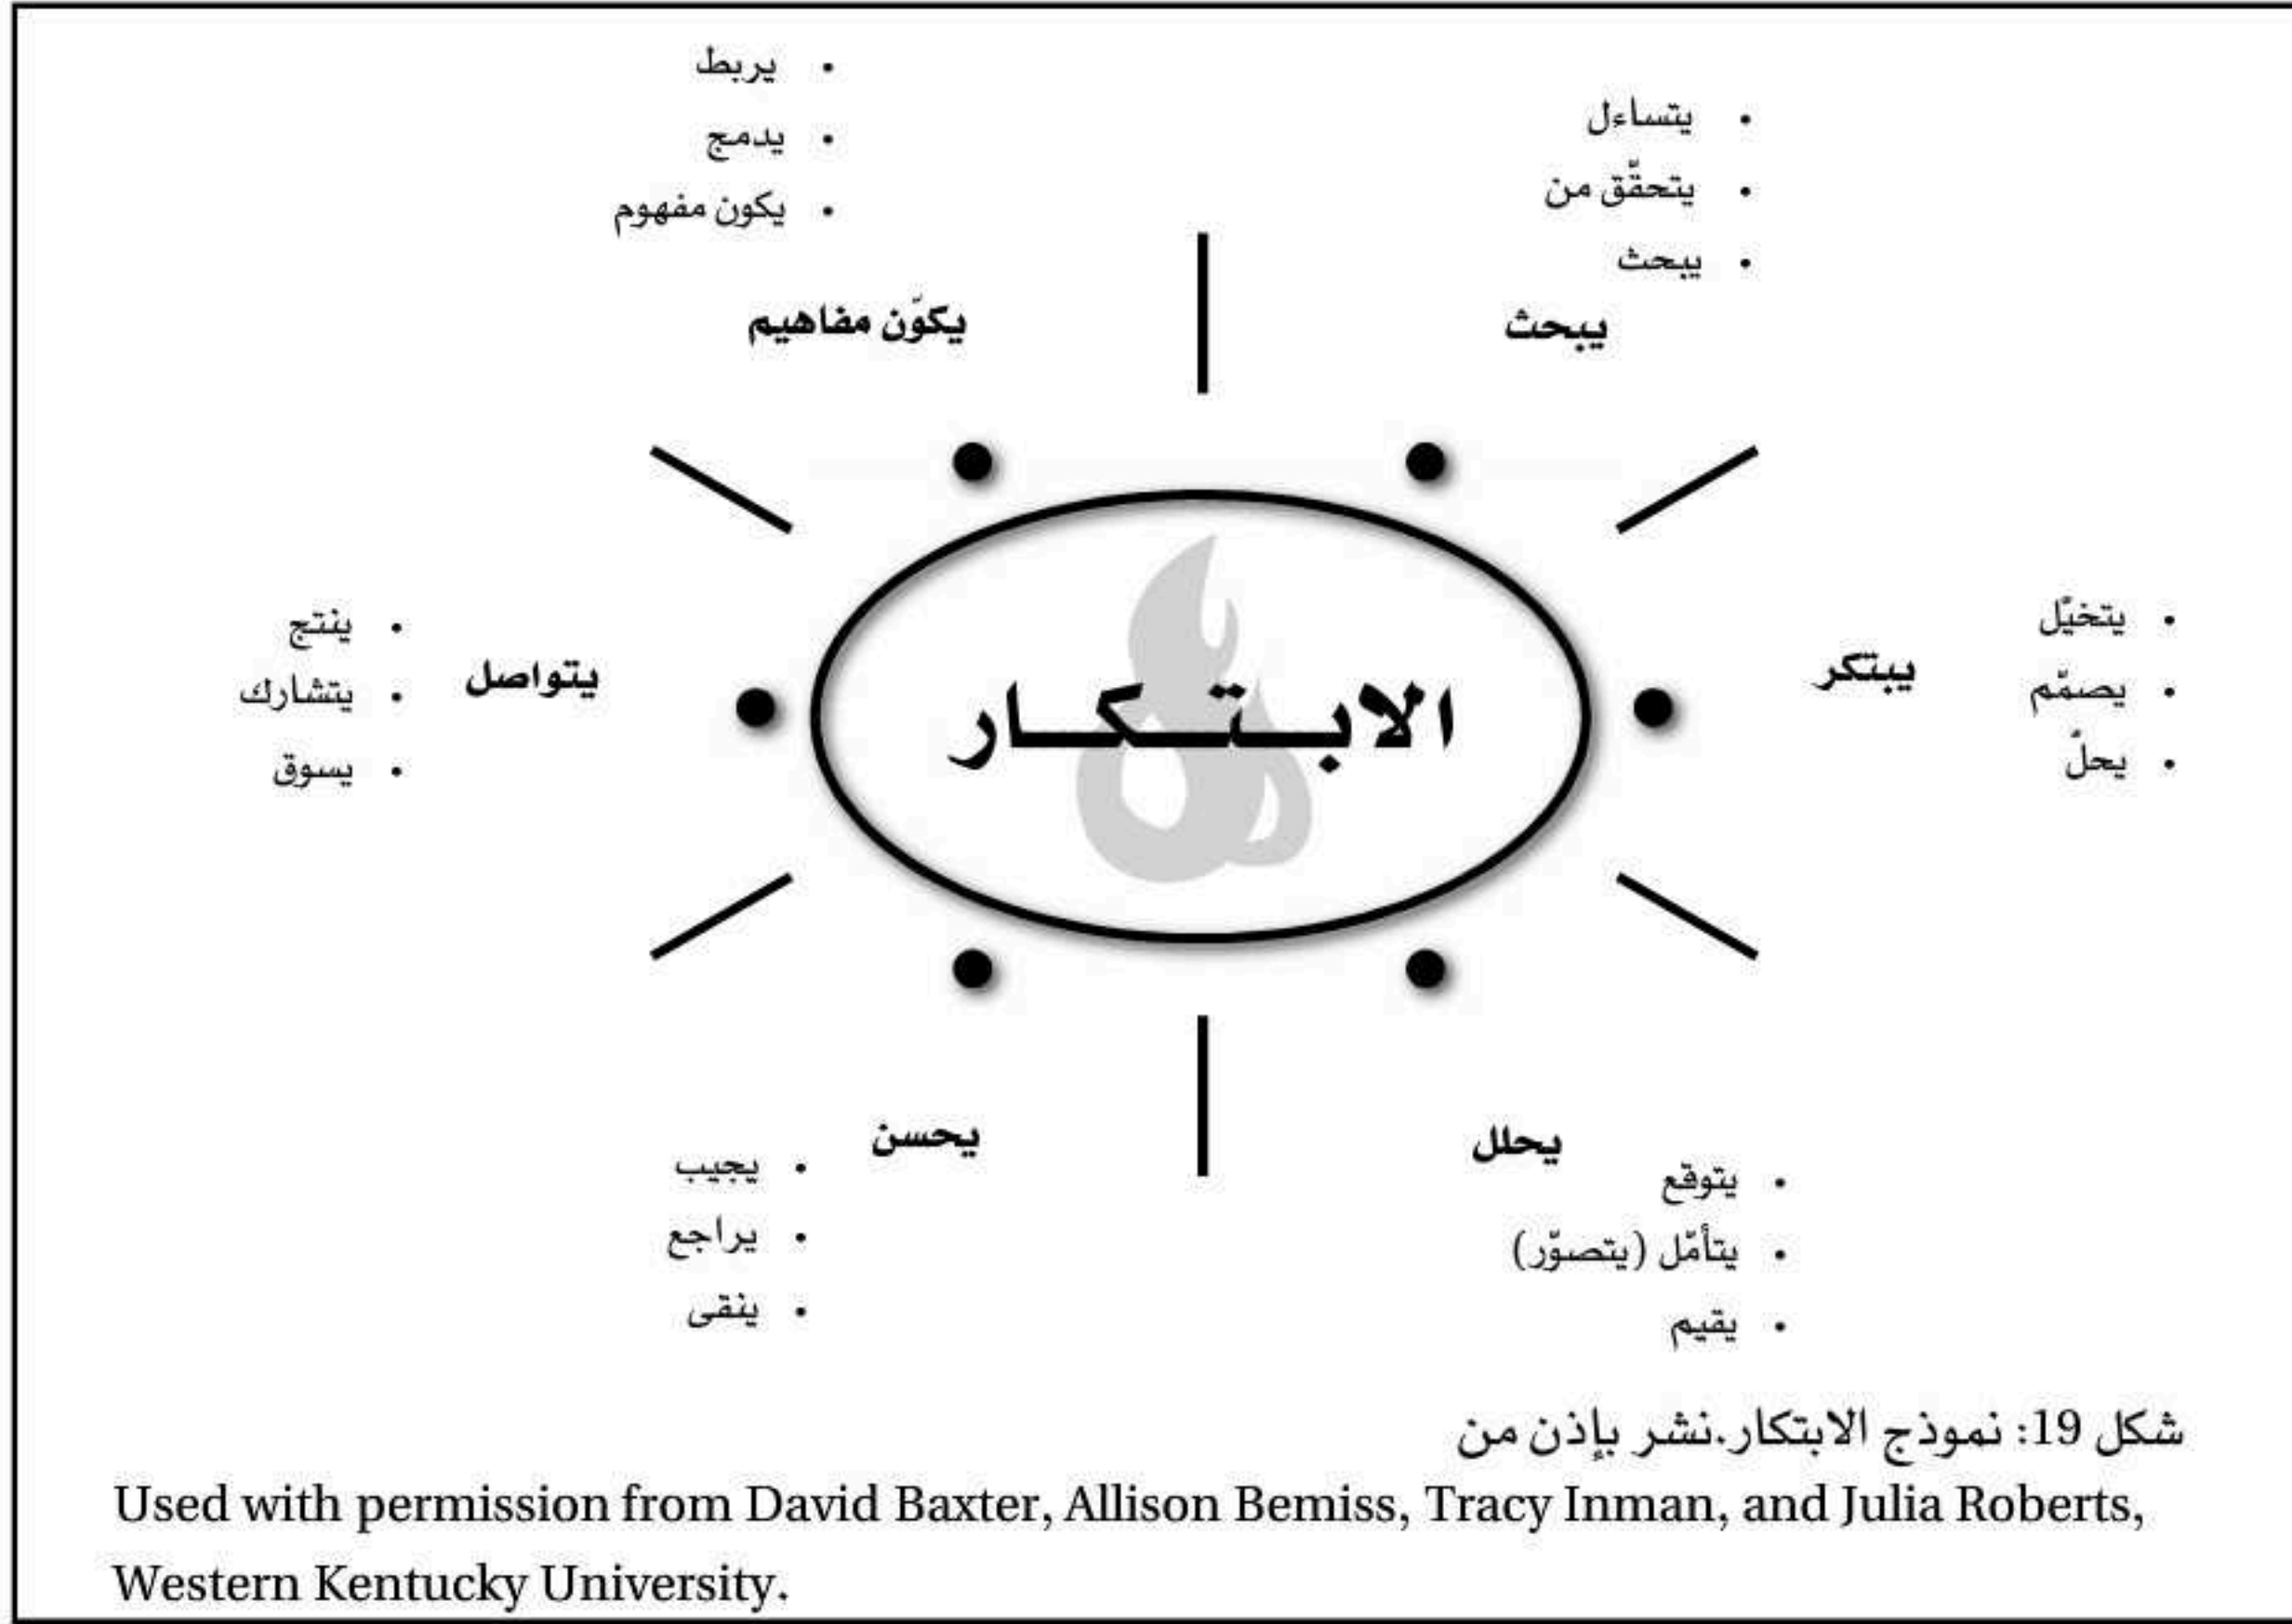 يتساءل
يتحقّق من
يبحث
يبحث
يربط
يدمج
يكون مفهوم
يكوّن مفاهيم
يتخيّل
يصمّم
يحلّ
يبتكر
الابتكار
يتواصل
ينتج
يتشارك
يسوق
يحلل
يتوقّع
يتأمّل (يتصوّر)
يقيم
يحسن
يجيب
يراجع
ينقى
شكل 19: نموذج الابتكار.نشر بإذن من
Used with permission from David Baxter, Allison Bemiss, Tracy Inman, and Julia Roberts,
Western Kentucky University.